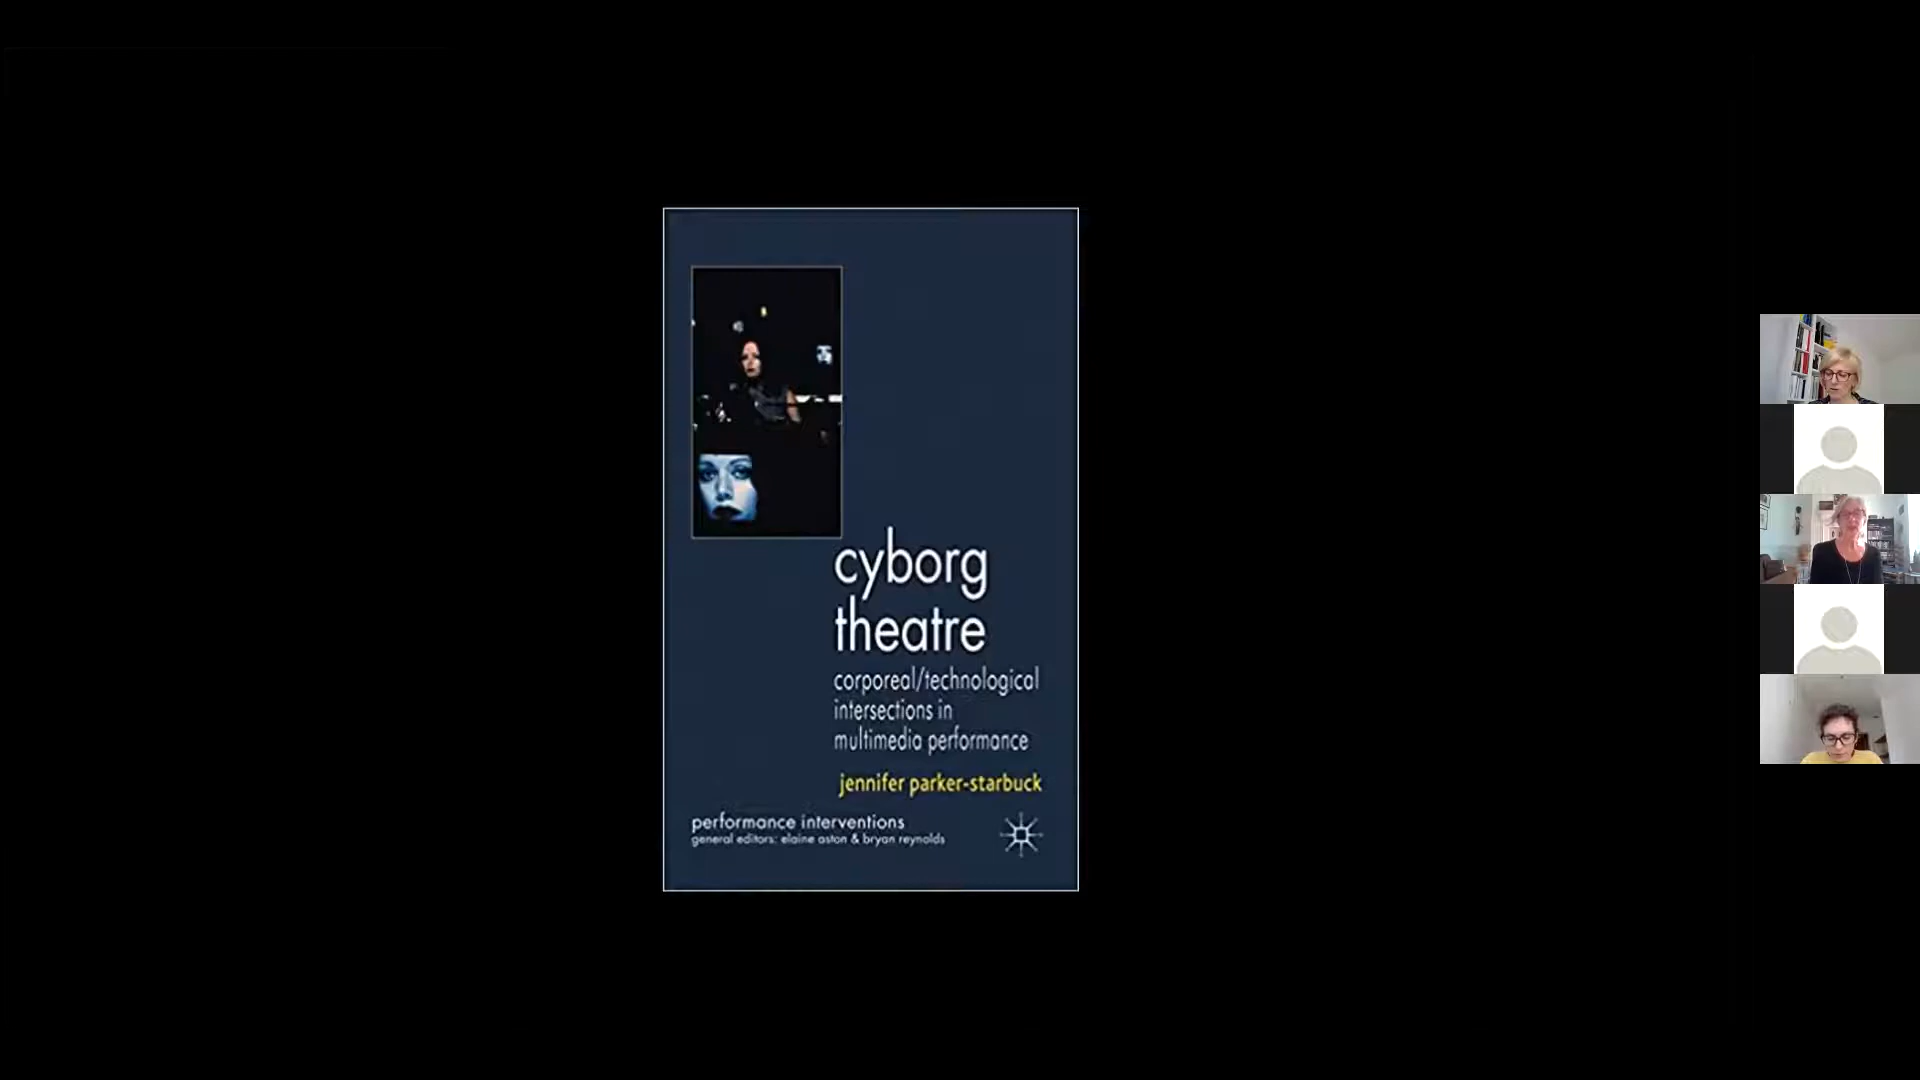 cyborg
theatre
corporeal/technological
intersections in
multimedia performance
jennifer parker-starbuck
performance interventions
general editors: elaine aston & bryan reynolds